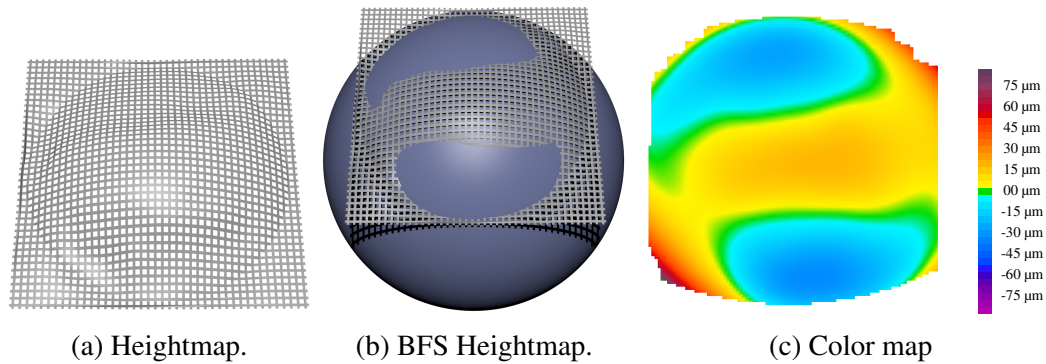 75 µm
60 µm
45 µm
30 µm
15 µm
00 µm
-15 µm
-30 µm
-45 µm
-60 µm
-75 µm
(a) Heightmap.
(b) BFS Heightmap.
(c) Color map